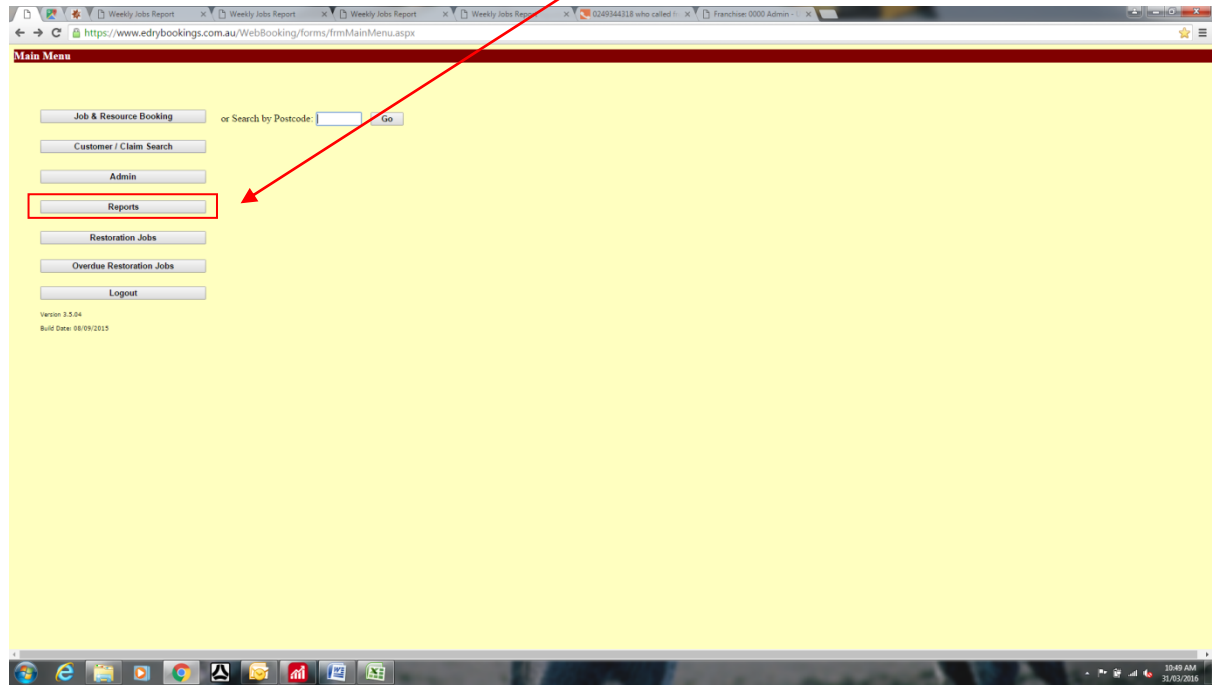 Weekly Jobs Report
Weekly Jobs Report
Weekly Jobs Report
Weekly Jobs Report
0249344318 who called
Franchise: 0000 Admin -
https://www.edrybookings.com.au/WebBooking/forms/frmMainMenu.aspx
Main Menu
Job & Resource Booking
or Search by Postcode:
Go
Customer / Claim Search
Admin
Reports
Restoration Jobs
Overdue Restoration Jobs
Logout
Version 3.5.04
Build Date: 08/09/2015
10:49 AM
31/03/2016